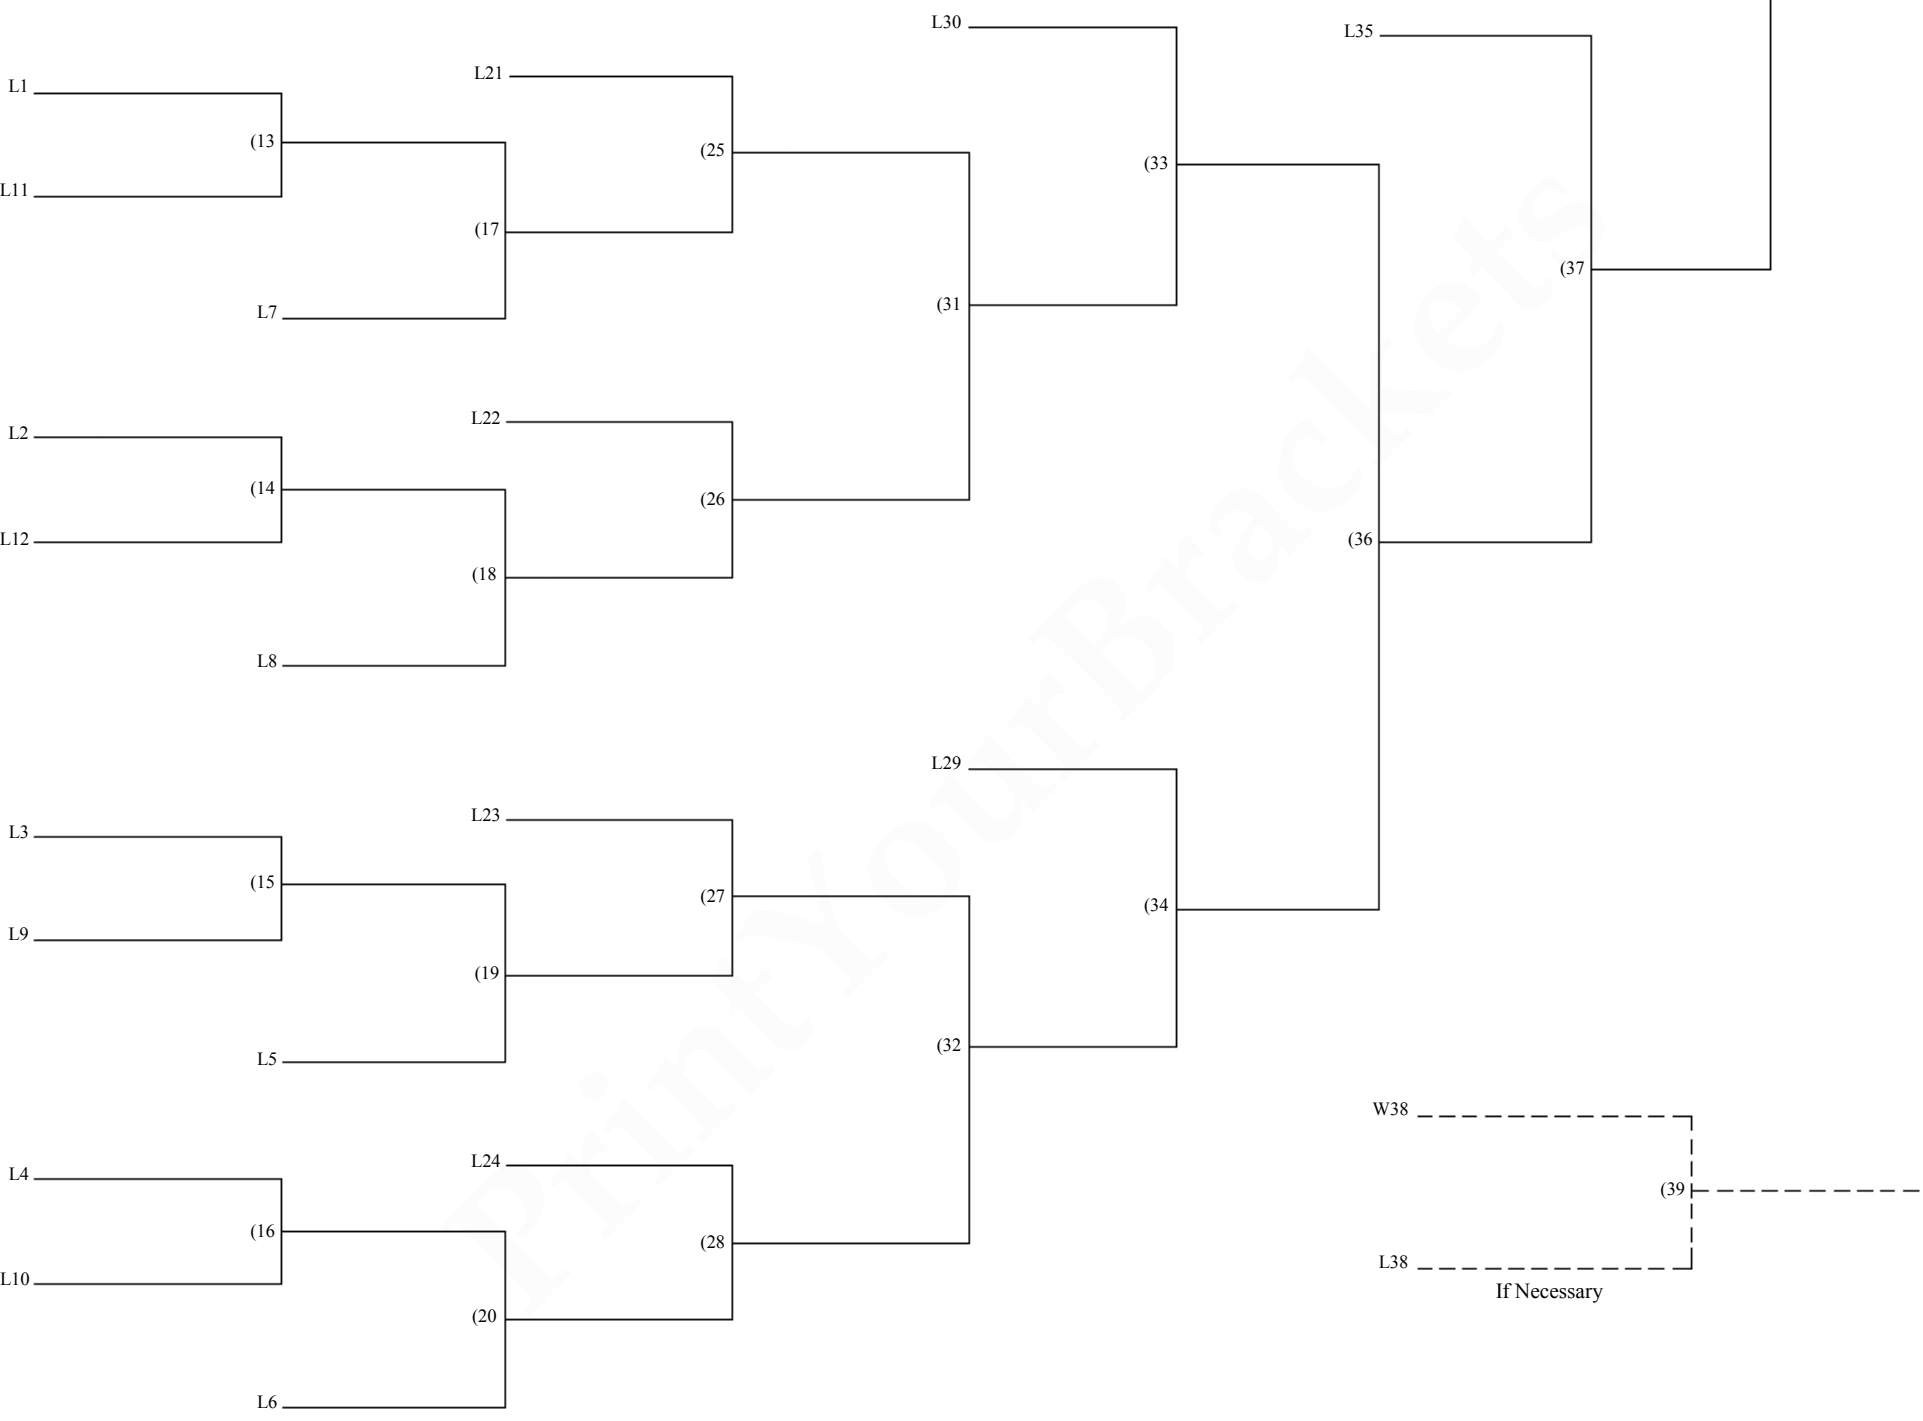 L30
L35
L21
L1
(13
(25
(33
L11
(17
(37
L7
(31
L22
L2
(14
(26
L12
(36
(18
L8
L29
L23
L3
(15
(27
(34
L9
(19
(32
L5
W38
L24
L4
(39
(16
(28
L38
L10
If Necessary
(20
L6
PrintYourBrackets